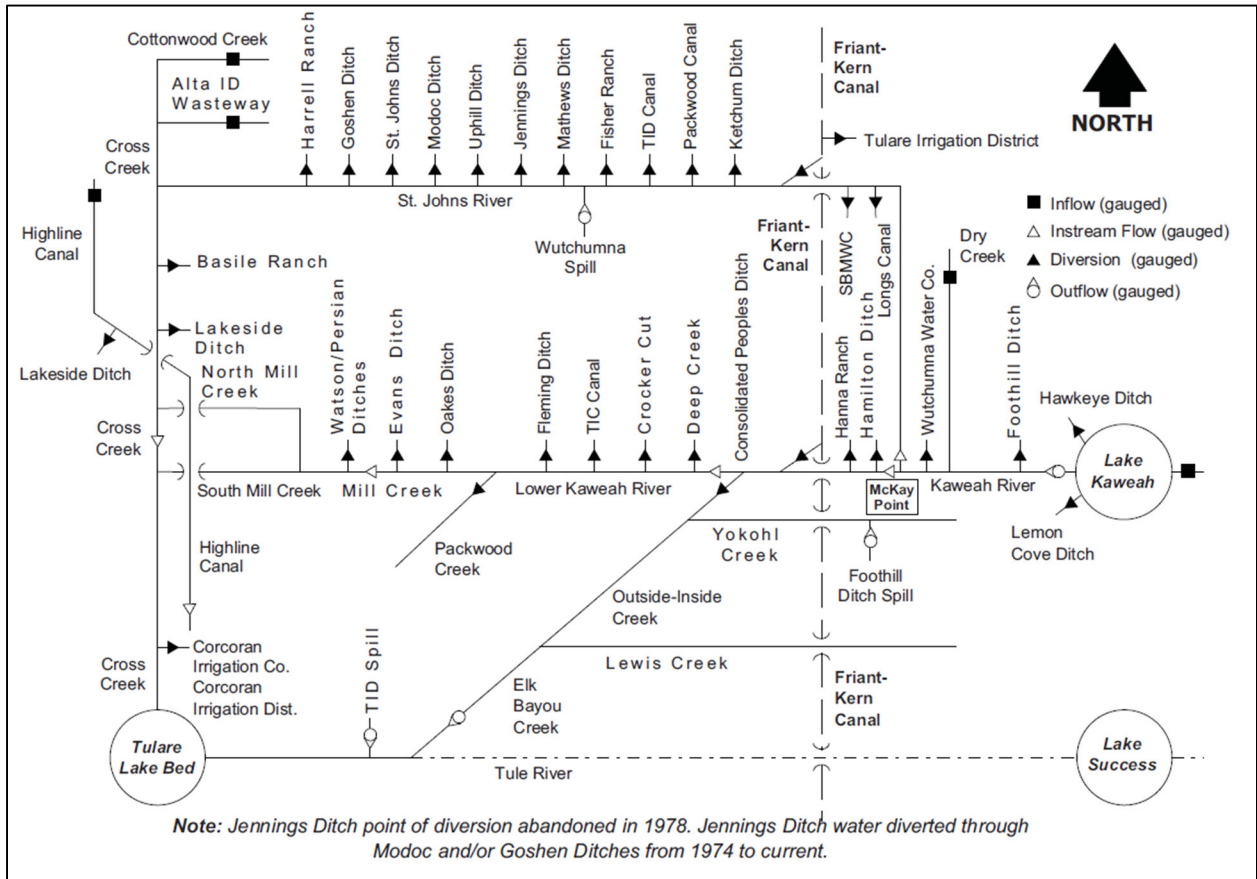 Cottonwood Creek
Alta ID
Wasteway
Cross
Creek
Harrell Ranch
Goshen Ditch
St. Johns Ditch
Modoc Ditch
Uphill Ditch
Jennings Ditch
Mathews Ditch
Fisher Ranch
TID Canal
Packwood Canal
Ketchum Ditch
Friant-
Kern
Canal
NORTH
Tulare Irrigation District
St. Johns River
Wutchumna
Spill
Highline
Canal
Basile Ranch
Lakeside
Ditch
Lakeside Ditch
North Mill
Creek
Friant-
Kern
Canal
SBMWC
Longs Canal
Dry
Creek
Inflow (gauged)
Instream Flow (gauged)
Diversion (gauged)
Outflow (gauged)
Cross
Creek
Watson/Persian
Ditches
Evans Ditch
Oakes Ditch
Fleming Ditch
TIC Canal
Crocker Cut
Deep Creek
Consolidated Peoples Ditch
Hanna Ranch
Hamilton Ditch
Wutchumna Water Co.
Foothill Ditch
Hawkeye Ditch
Lake
Kaweah
South Mill Creek
Mill Creek
Lower Kaweah River
McKay
Point
Kaweah River
Lemon
Cove Ditch
Highline
Canal
Packwood
Creek
Yokohl
Creek
Foothill
Ditch Spill
Outside-Inside
Creek
Corcoran
Irrigation Co.
Corcoran
Irrigation Dist.
Cross
Creek
TID Spill
Lewis Creek
Elk
Bayou
Creek
Friant-
Kern
Canal
Tulare
Lake Bed
Tule River
Lake
Success
Note: Jennings Ditch point of diversion abandoned in 1978. Jennings Ditch water diverted through
Modoc and/or Goshen Ditches from 1974 to current.